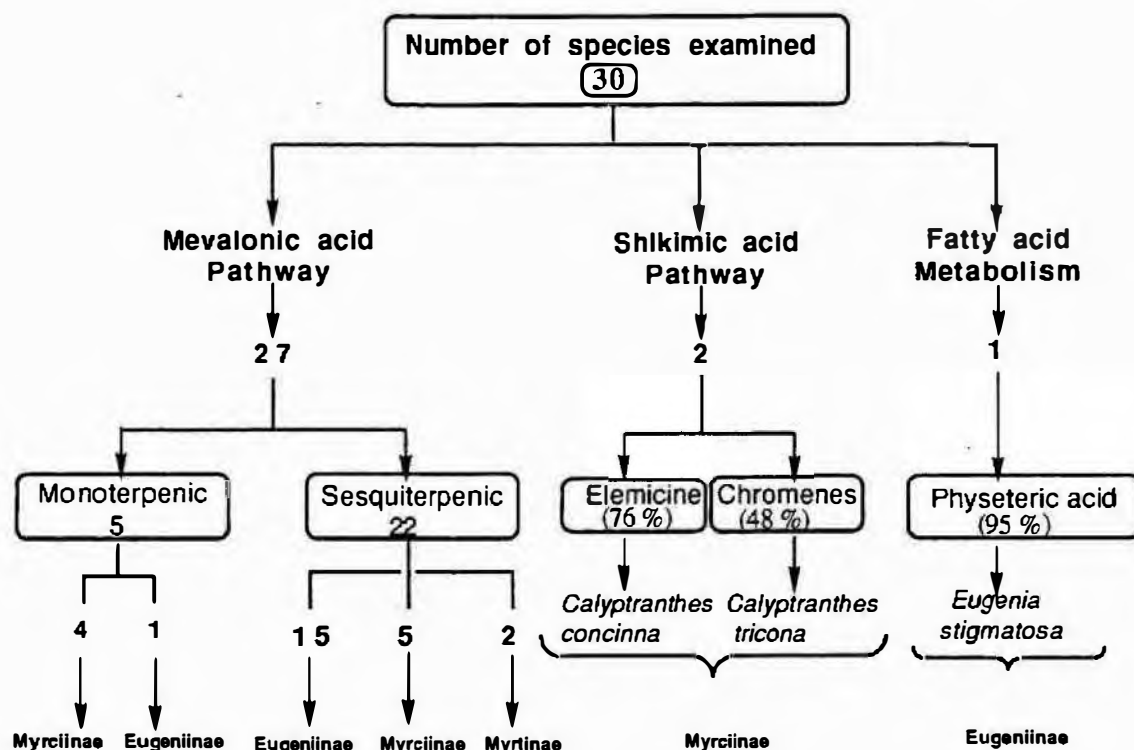 Number of species examined
30
Mevalonic acid
Pathway
Shlkimic acid
Pathway
Fatty acid
Metabolism
27
2
1
Monoterpenic
5
Sesquiterpenic
22
Elemicine
(76 %)
Chromenes
(48 %)
Physeteric acid
(95 %)
4
1
15
5
2
Calyptranthes
concinna
Calyptranthes
tricona
Eugenia
stigmatosa
Myrciinae
Eugeniinae
Eugeniinae
Myrciinae
Myrtinae
Myrciinae
Eugeniinae